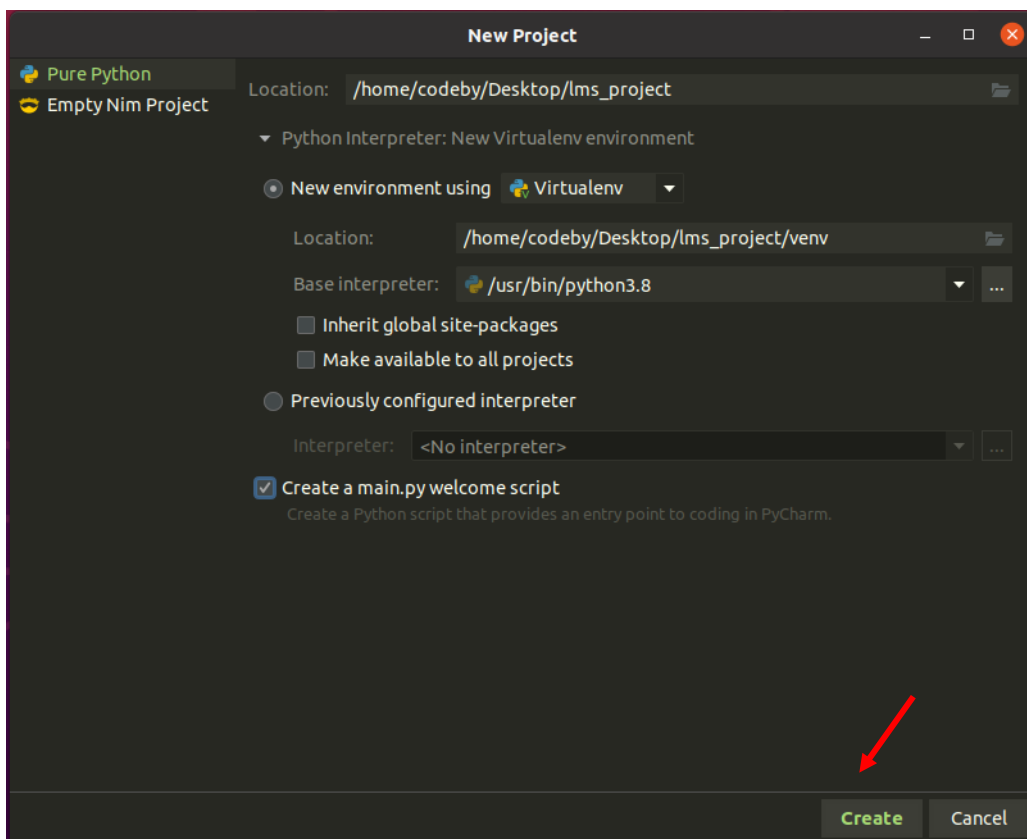 New Project
Pure Python
Empty Nim Project
Location: /home/codeby/Desktop/lms_project
Python Interpreter: New Virtualenv environment
New environment using Virtualenv
Location: /home/codeby/Desktop/lms_project/venv
Base interpreter: /usr/bin/python3.8 ...
Inherit global site-packages
Make available to all projects
Previously configured interpreter
Interpreter: <No interpreter> ...
Create a main.py welcome script
Create a Python script that provides an entry point to coding in PyCharm.
Create Cancel